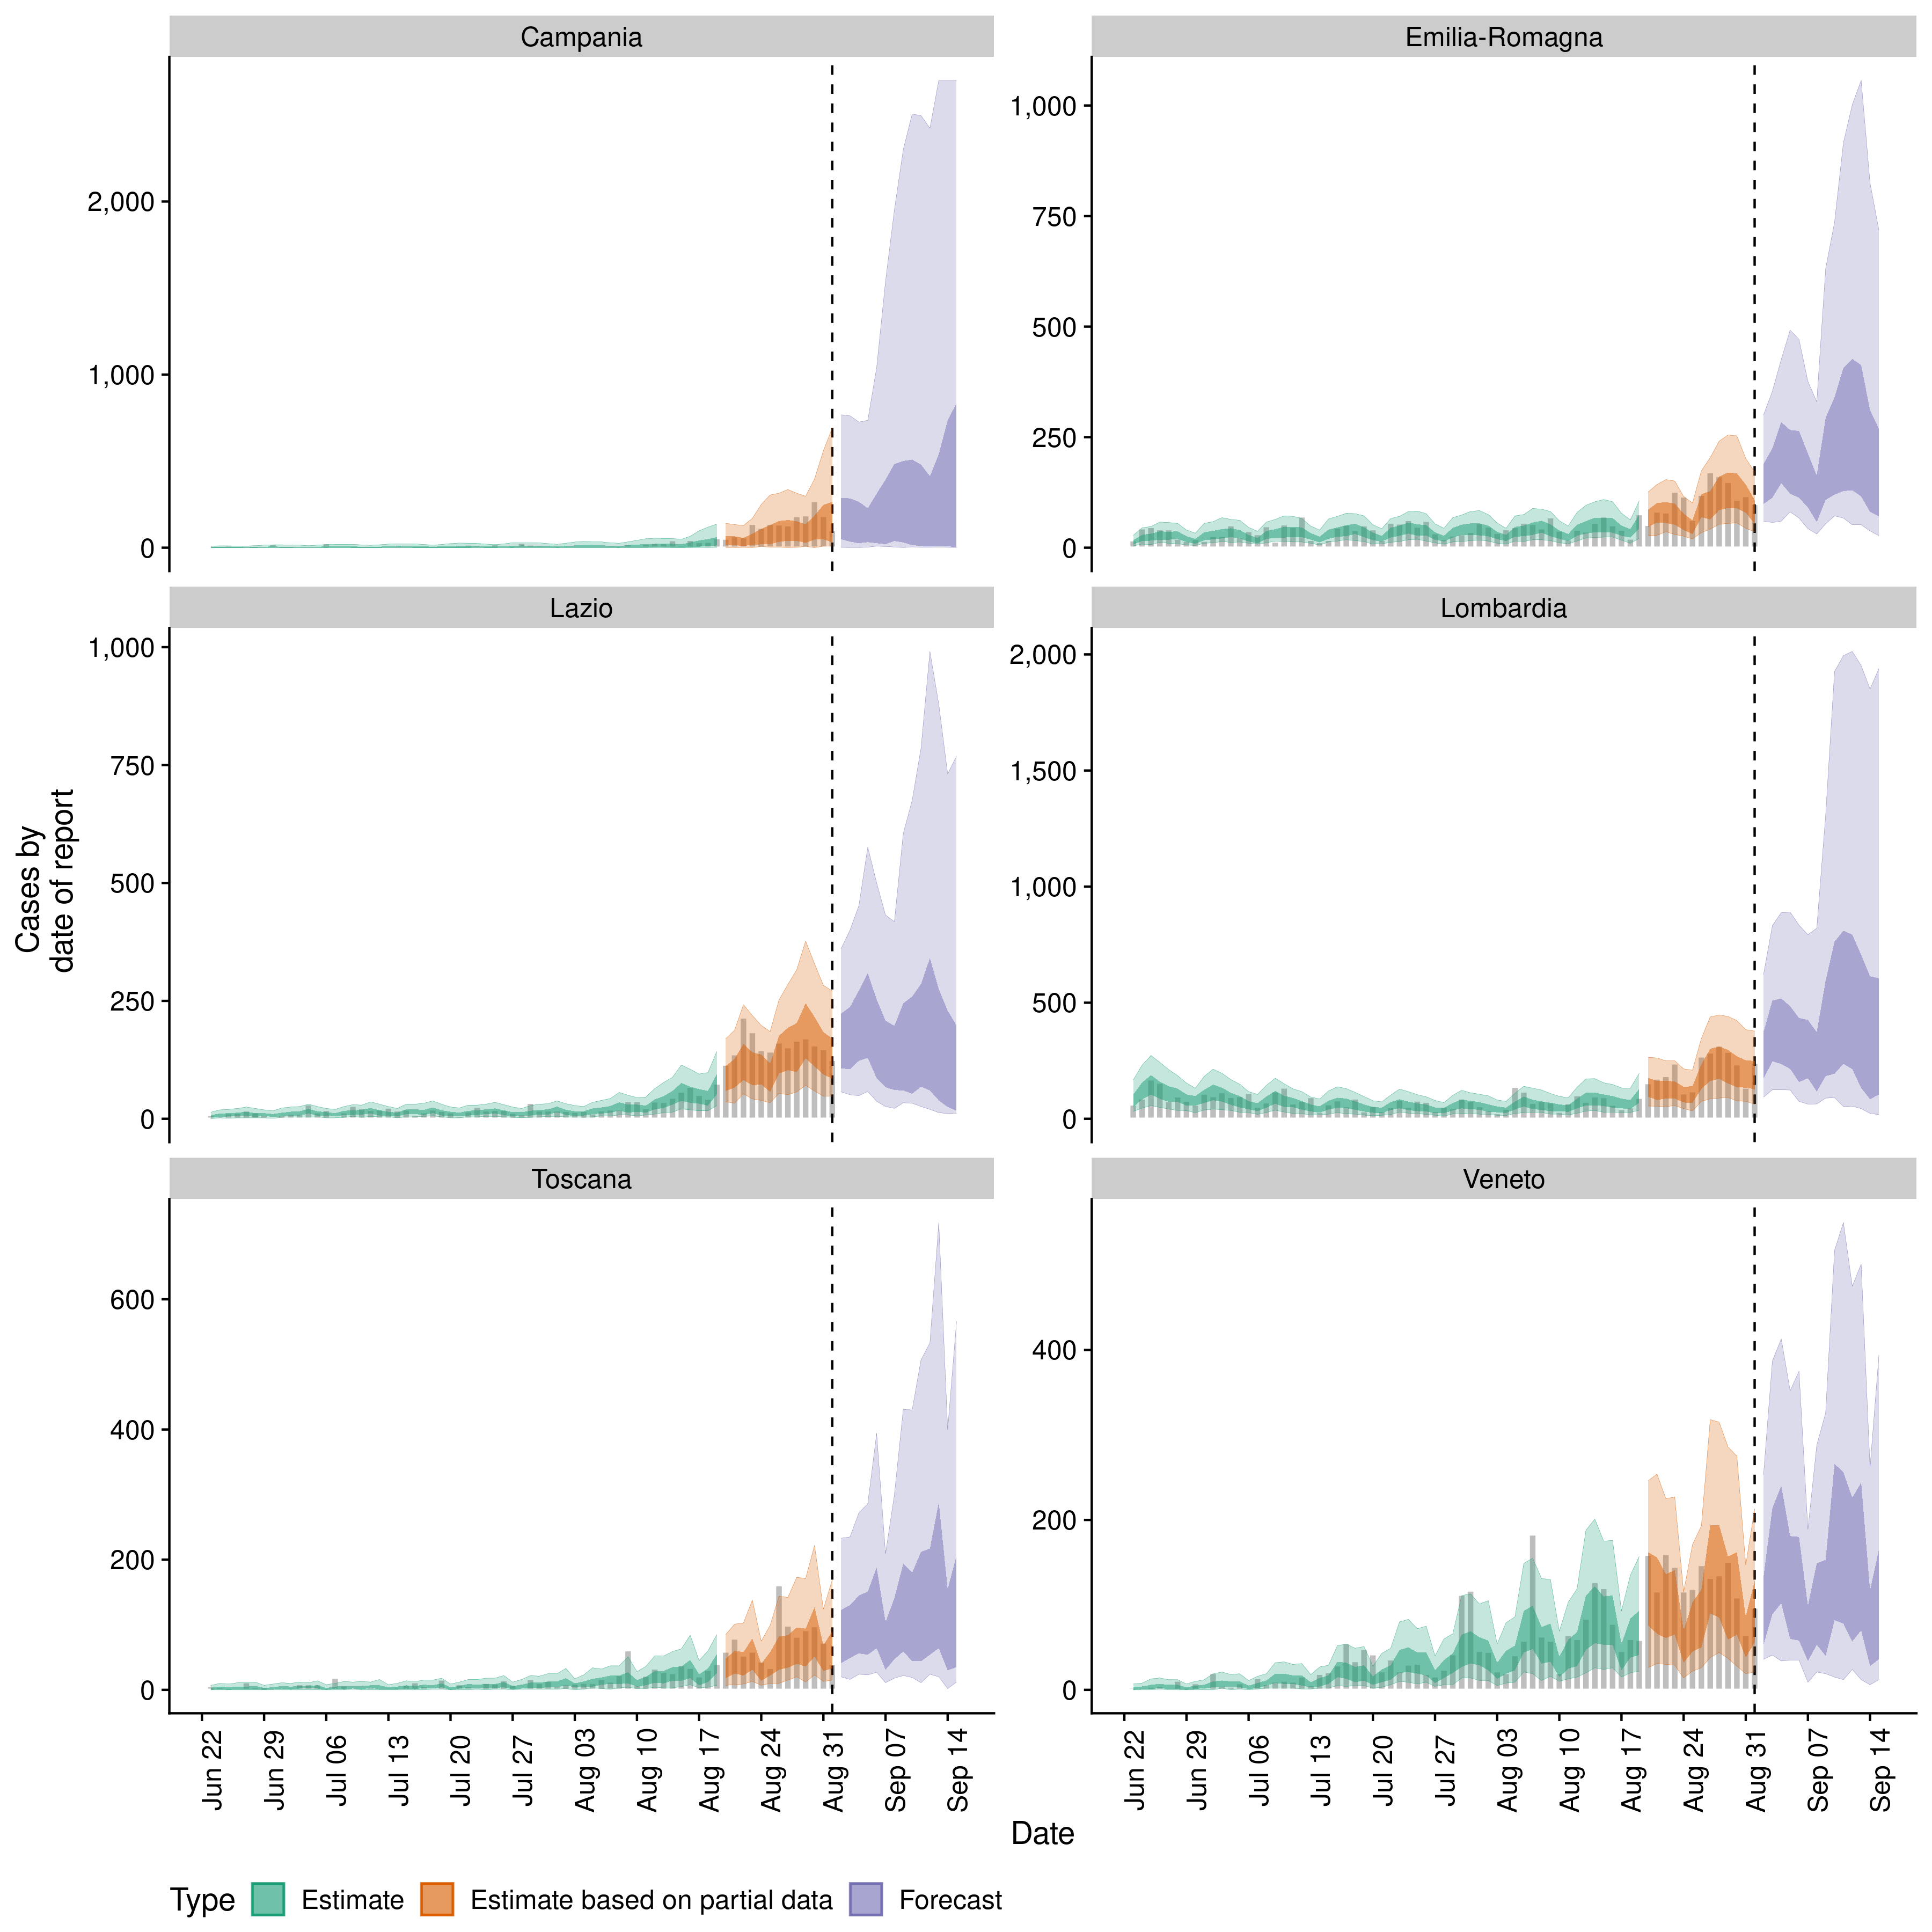 Campania
Emilia-Romagna
2,000
1,000
0
1,000
750
500
250
0
Lazio
Lombardia
1,000
750
500
250
0
2,000
1,500
1,000
500
0
Toscana
Veneto
600
400
200
0
400
200
0
Cases by
date of report
Jun 22
Jun 29
Jul 06
Jul 13
Jul 20
Jul 27
Aug 03
Aug 10
Aug 17
Aug 24
Aug 31
Sep 07
Sep 14
Jun 22
Jun 29
Jul 06
Jul 13
Jul 20
Jul 27
Aug 03
Aug 10
Aug 17
Aug 24
Aug 31
Sep 07
Sep 14
Date
Type Estimate Estimate based on partial data Forecast